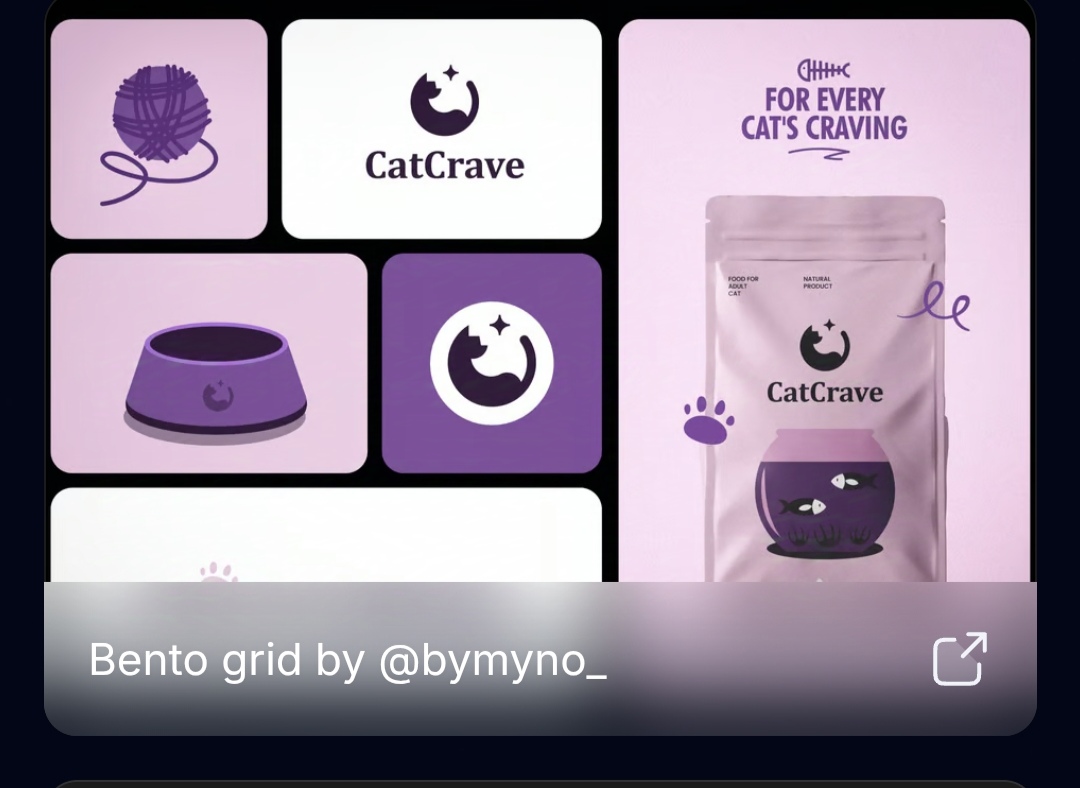 CatCrave
FOR EVERY
CAT'S CRAVING
FOOD FOR
ADULT
CAT
NATURAL
PRODUCT
CatCrave
Bento grid by @bymyno_